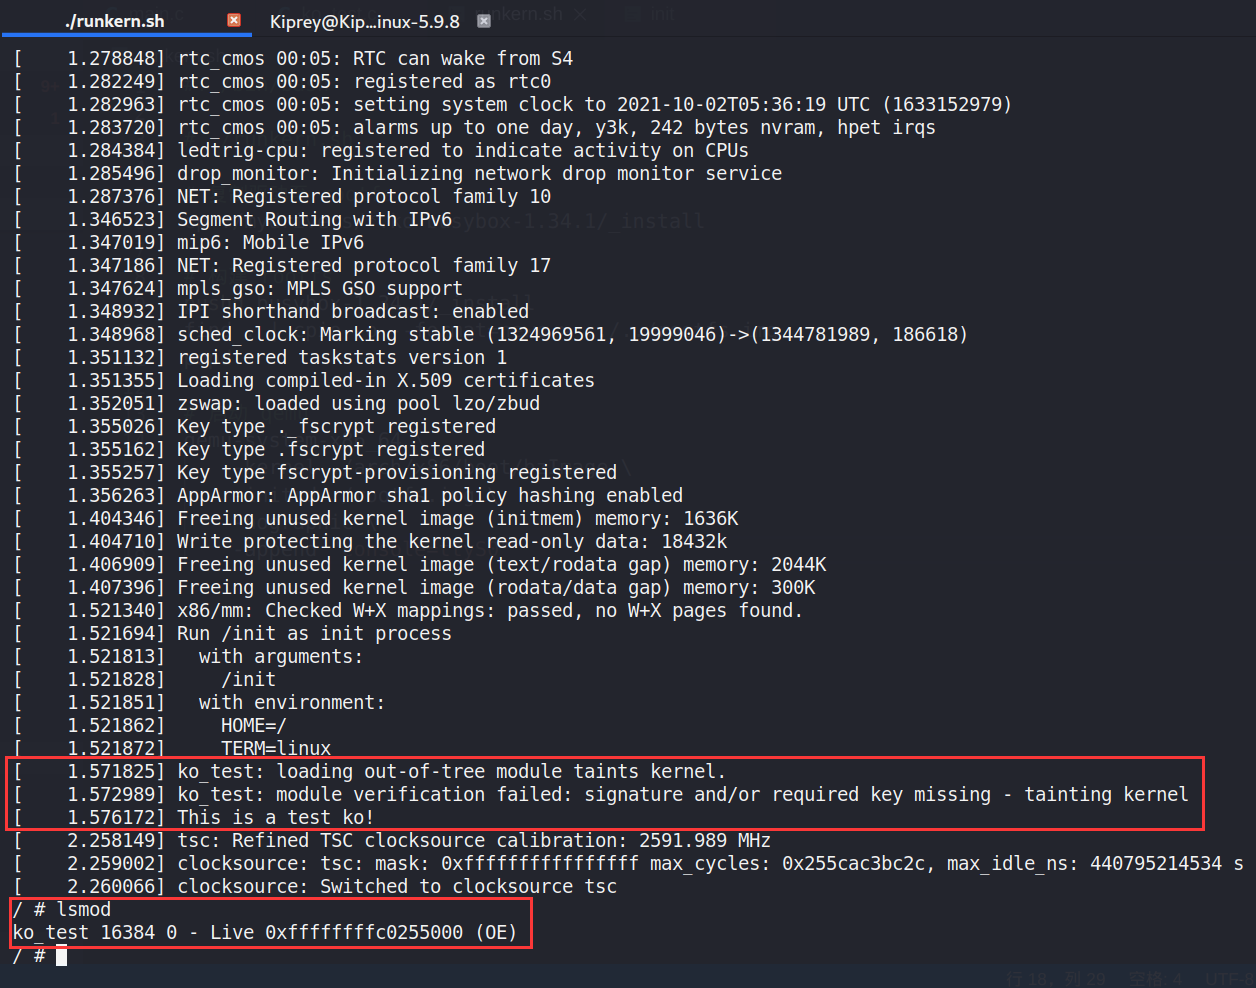 ./runkern.sh
Kiprey@Kip...inux-5.9.8
[    1.278848] rtc_cmos 00:05: RTC can wake from S4
[    1.282249] rtc_cmos 00:05: registered as rtc0
[    1.282963] rtc_cmos 00:05: setting system clock to 2021-10-02T05:36:19 UTC (1633152979)
[    1.283720] rtc_cmos 00:05: alarms up to one day, y3k, 242 bytes nvram, hpet irqs
[    1.284384] ledtrig-cpu: registered to indicate activity on CPUs
[    1.285496] drop_monitor: Initializing network drop monitor service
[    1.287376] NET: Registered protocol family 10
[    1.346523] Segment Routing with IPv6
[    1.347019] mip6: Mobile IPv6
[    1.347186] NET: Registered protocol family 17
[    1.347624] mpls_gso: MPLS GSO support
[    1.348932] IPI shorthand broadcast: enabled
[    1.348968] sched_clock: Marking stable (1324969561, 19999046)->(1344781989, 186618)
[    1.351132] registered taskstats version 1
[    1.351355] Loading compiled-in X.509 certificates
[    1.352051] zswap: loaded using pool lzo/zbud
[    1.355026] Key type ._fscrypt registered
[    1.355162] Key type .fscrypt registered
[    1.355257] Key type fscrypt-provisioning registered
[    1.356263] AppArmor: AppArmor sha1 policy hashing enabled
[    1.404346] Freeing unused kernel image (initmem) memory: 1636K
[    1.404710] Write protecting the kernel read-only data: 18432k
[    1.406909] Freeing unused kernel image (text/rodata gap) memory: 2044K
[    1.407396] Freeing unused kernel image (rodata/data gap) memory: 300K
[    1.521340] x86/mm: Checked W+X mappings: passed, no W+X pages found.
[    1.521694] Run /init as init process
[    1.521813]   with arguments:
[    1.521828]     /init
[    1.521851]   with environment:
[    1.521862]     HOME=/
[    1.521872]     TERM=linux
[    1.571825] ko_test: loading out-of-tree module taints kernel.
[    1.572989] ko_test: module verification failed: signature and/or required key missing - tainting kernel
[    1.576172] This is a test ko!
[    2.258149] tsc: Refined TSC clocksource calibration: 2591.989 MHz
[    2.259002] clocksource: tsc: mask: 0xffffffffffffffff max_cycles: 0x255cac3bc2c, max_idle_ns: 440795214534 s
[    2.260066] clocksource: Switched to clocksource tsc
/ # lsmod
ko_test 16384 0 - Live 0xffffffffc0255000 (OE)
/ #